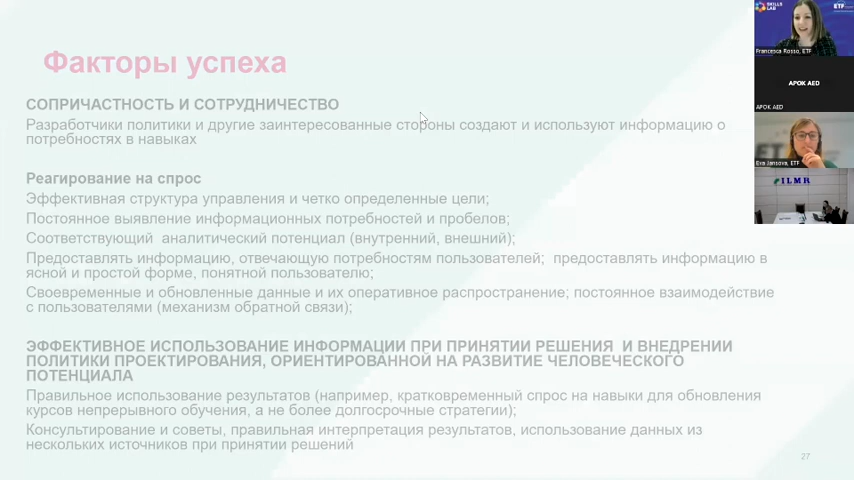 Факторы успеха
СОПРИЧАСТНОСТЬ И СОТРУДНИЧЕСТВО
Разработчики политики и другие заинтересованные стороны создают и используют информацию о
потребностях в навыках
Реагирование на спрос
Эффективная структура управления и четко определенные цели;
Постоянное выявление информационных потребностей и пробелов;
Соответствующий аналитический потенциал (внутренний, внешний);
Предоставлять информацию, отвечающую потребностям пользователей; предоставлять информацию в
ясной и простой форме, понятной пользователю;
Своевременные и обновленные данные и их оперативное распространение; постоянное взаимодействие
с пользователями (механизм обратной связи);
ЭФФЕКТИВНОЕ ИСПОЛЬЗОВАНИЕ ИНФОРМАЦИИ ПРИ ПРИНЯТИИ РЕШЕНИЯ И ВНЕДРЕНИИ
ПОЛИТИКИ ПРОЕКТИРОВАНИЯ, ОРИЕНТИРОВАННОЙ НА РАЗВИТИЕ ЧЕЛОВЕЧЕСКОГО
ПОТЕНЦИАЛА
Правильное использование результатов (например, кратковременный спрос на навыки для обновления
курсов непрерывного обучения, а не более долгосрочные стратегии);
Консультирование и советы, правильная интерпретация результатов, использование данных из
нескольких источников при принятии решений
27
SKILLS
LAB
ETF
Francesca Rosso, ETF
APOK AED
APOK AED
Eva Jansova, ETF
ILMR